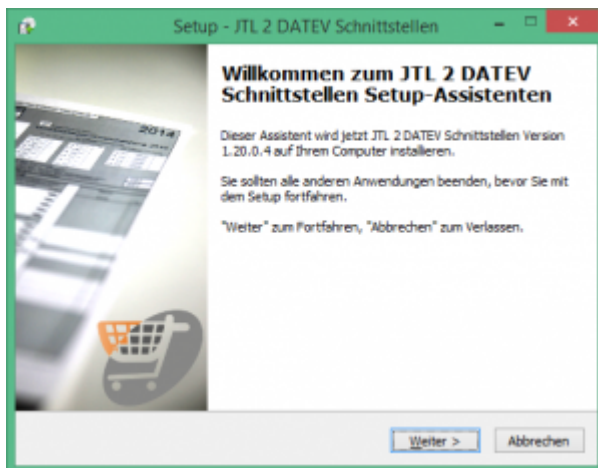 Setup - JTL 2 DATEV Schnittstellen
Willkommen zum JTL 2 DATEV
Schnittstellen Setup-Assistenten
Dieser Assistent wird jetzt JTL 2 DATEV Schnittstellen Version
1.20.0.4 auf Ihrem Computer installieren.
Sie sollten alle anderen Anwendungen beenden, bevor Sie mit
dem Setup fortfahren.
"Weiter" zum Fortfahren, "Abbrechen" zum Verlassen.
2014
Weiter >
Abbrechen